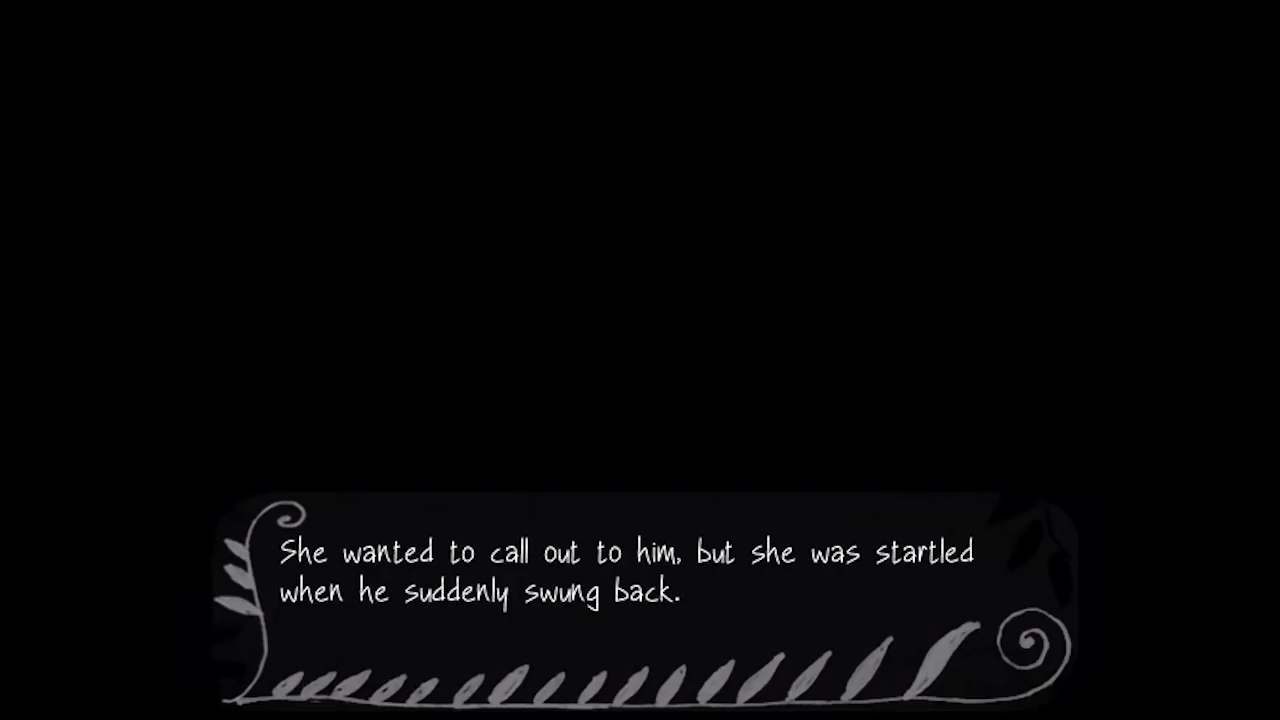 She wanted to call out to him, but she was startled
when he suddenly swung back.